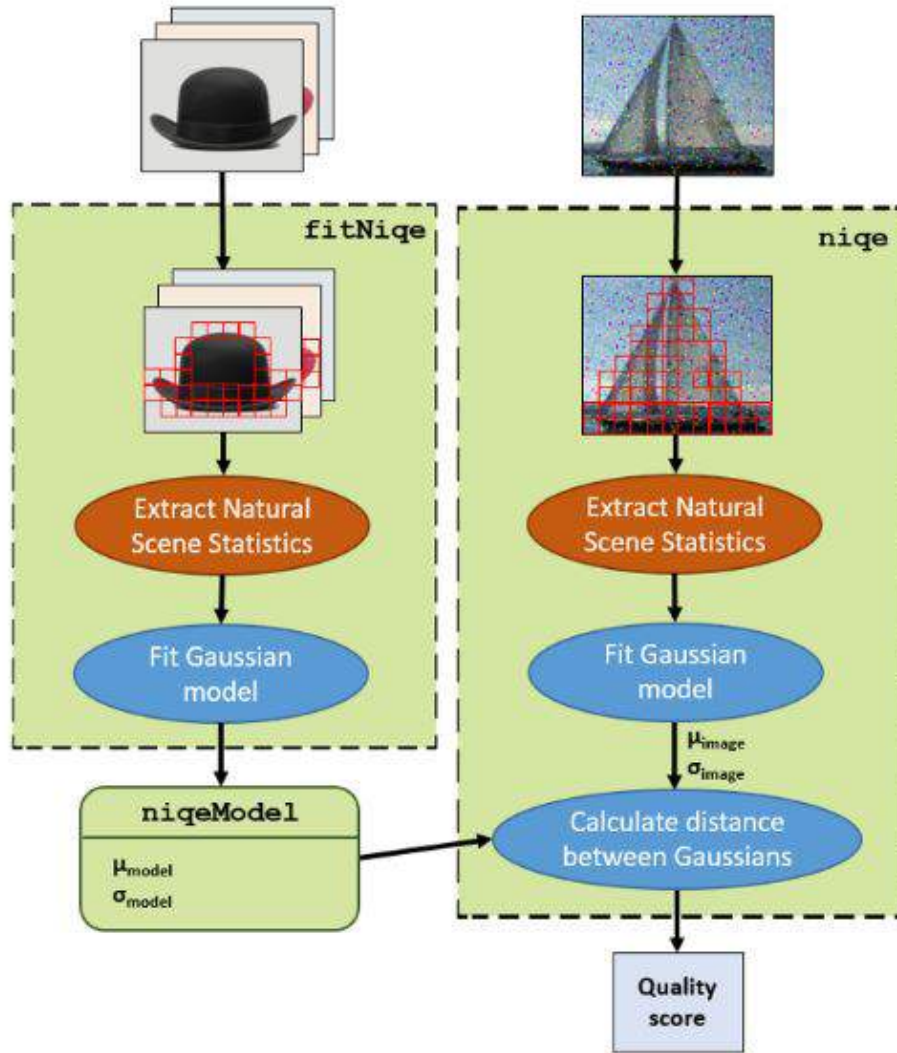 fitNiqe
Extract Natural
Scene Statistics
Fit Gaussian
model
niqeModel
μmodel
σmodel
niqe
Extract Natural
Scene Statistics
Fit Gaussian
model
μimage
σimage
Calculate distance
between Gaussians
Quality
score